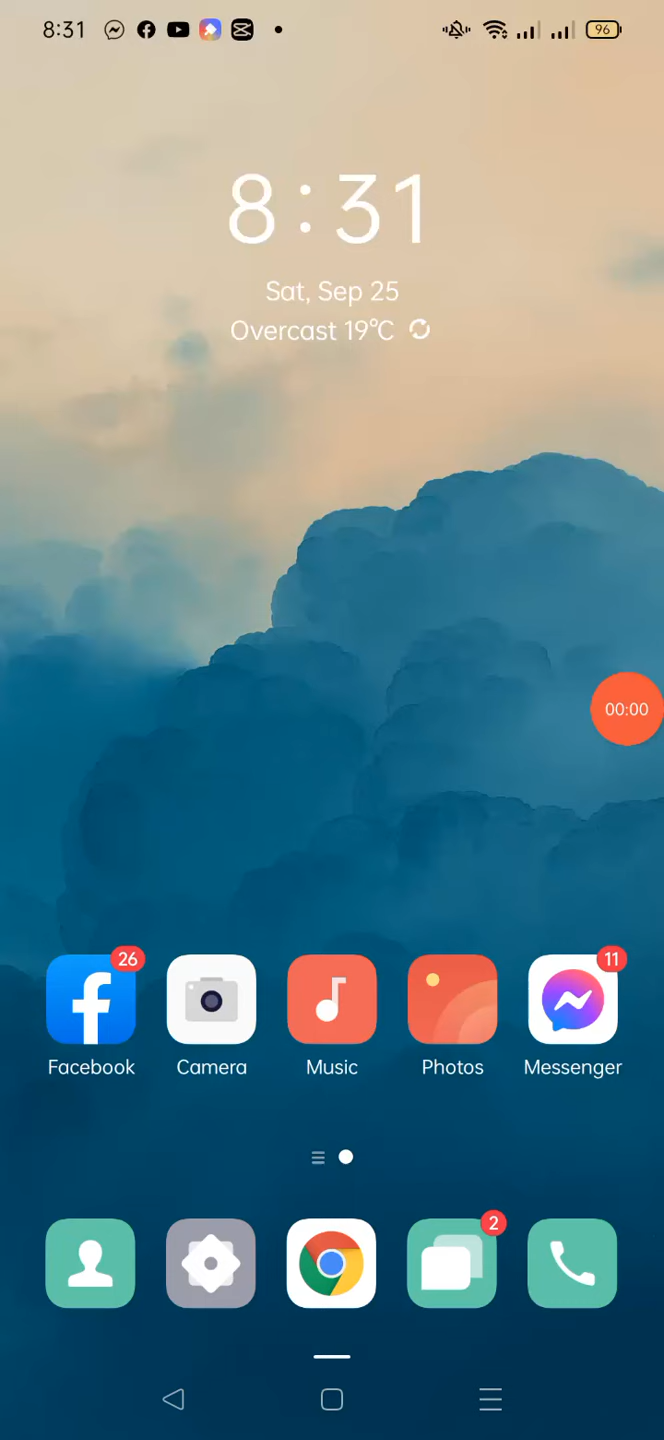 8:31
96
8:31
Sat, Sep 25
Overcast 19℃
00:00
26
11
Facebook
Camera
Music
Photos
Messenger
2